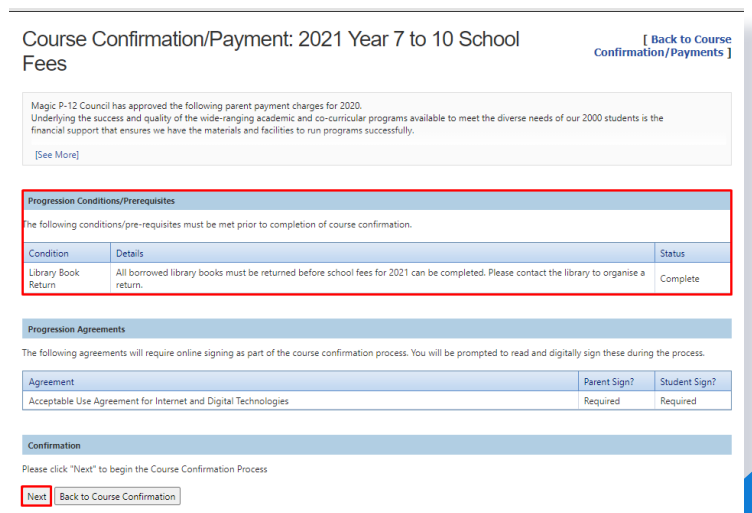 Course Confirmation/Payment: 2021 Year 7 to 10 School
Fees
[ Back to Course
Confirmation/Payments ]
Magic P-12 Council has approved the following parent payment charges for 2020.
Underlying the success and quality of the wide-ranging academic and co-curricular programs available to meet the diverse needs of our 2000 students is the
financial support that ensures we have the materials and facilities to run programs successfully.
[See More]
Progression Conditions/Prerequisites
The following conditions/pre-requisites must be met prior to completion of course confirmation.
Condition Details Status
Library Book All borrowed library books must be returned before school fees for 2021 can be completed. Please contact the library to organise a
Return return. Complete
Progression Agreements
The following agreements will require online signing as part of the course confirmation process. You will be prompted to read and digitally sign these during the process.
Agreement Parent Sign? Student Sign?
Acceptable Use Agreement for Internet and Digital Technologies Required Required
Confirmation
Please click "Next" to begin the Course Confirmation Process
Next Back to Course Confirmation